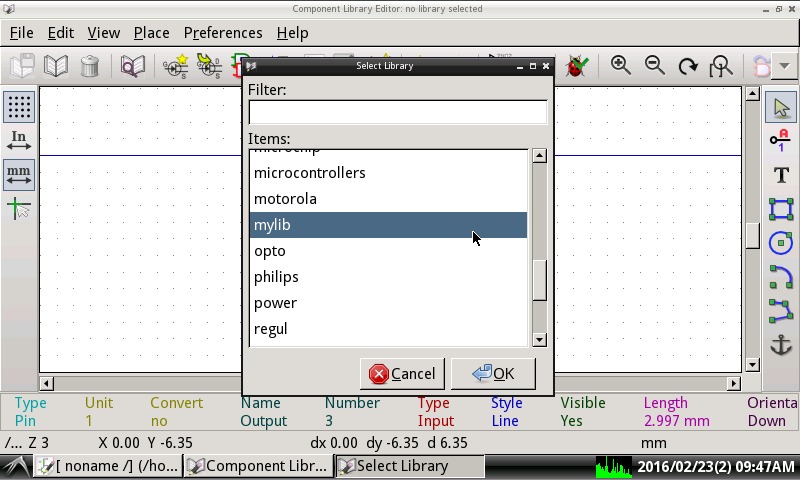 Component Library Editor: no library selected
File Edit View Place Preferences Help
Select Library
Filter:
Items:
microchip
microcontrollers
motorola
mylib
opto
philips
power
regul
Cancel OK
In
mm
1
T
Type Unit Convert Name Number Type Style Visible Length Orienta
Pin 1 no Output 3 Input Line Yes 2.997 mm Down
/... Z 3 X 0.00 Y -6.35 dx 0.00 dy -6.35 d 6.35 mm
[ noname /] (/ho... Component Libr... Select Library 2016/02/23(2) 09:47AM